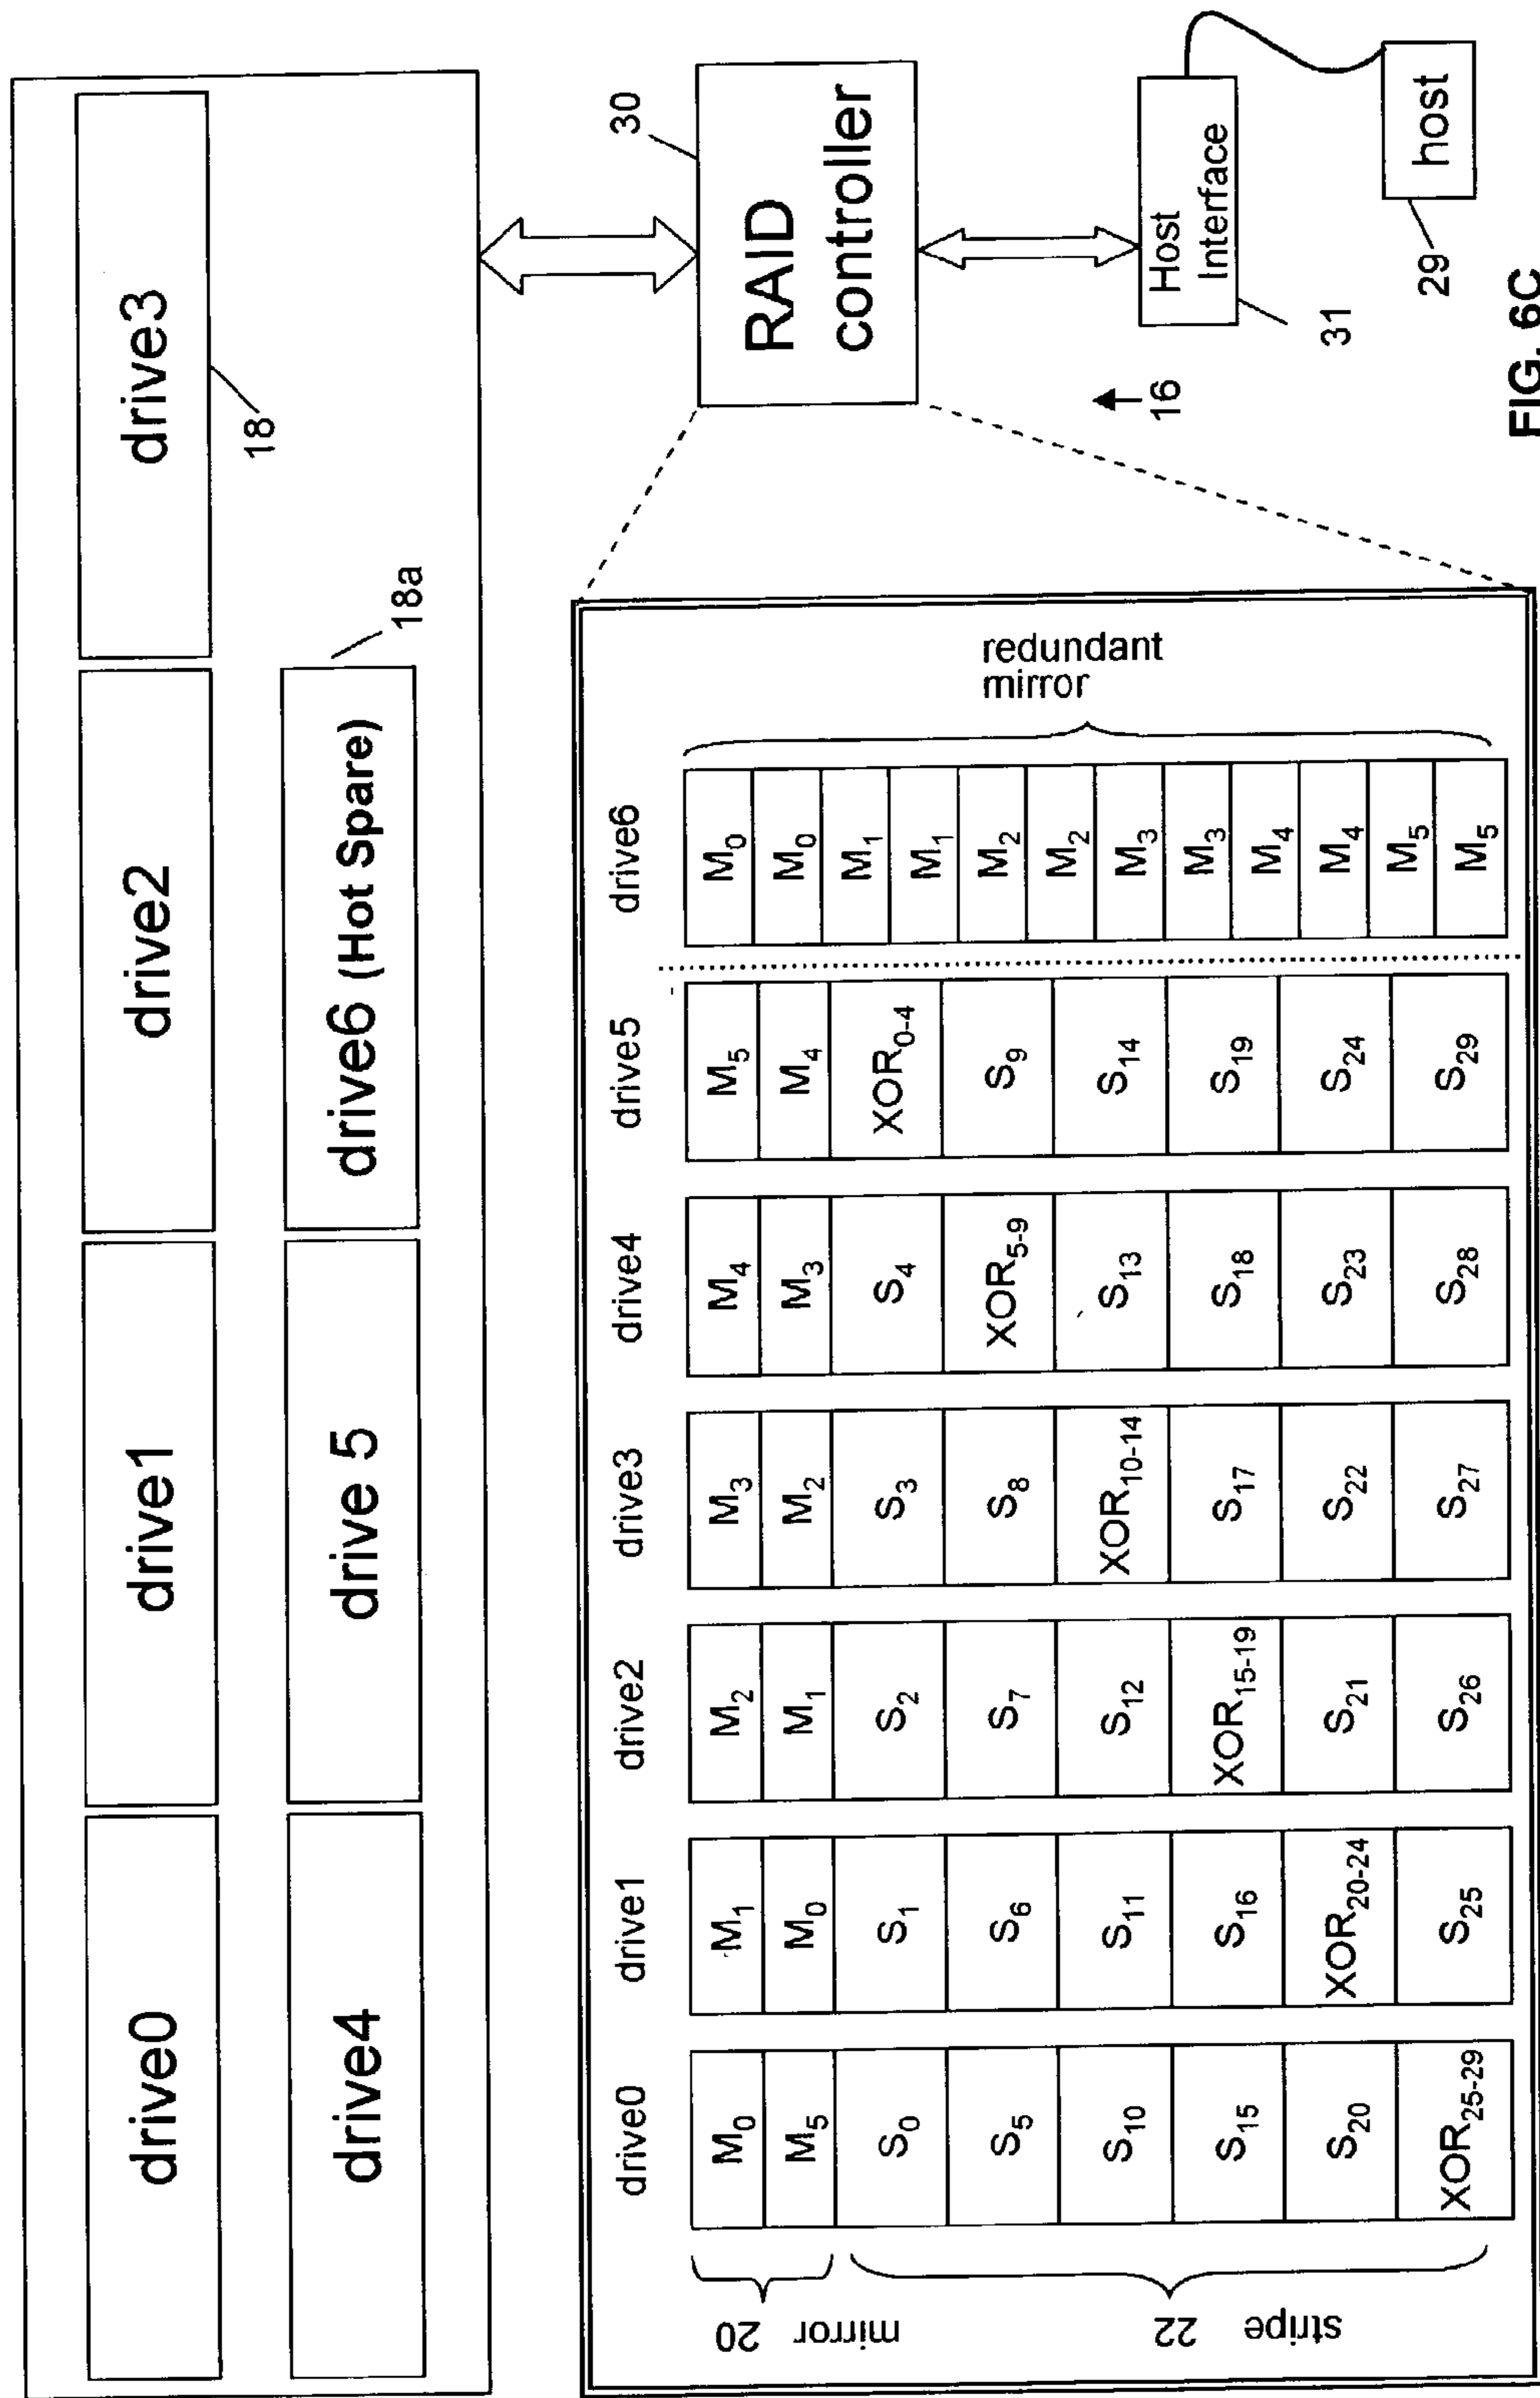 drive0
drive1
drive2
drive3
18
drive4
drive 5
drive6 (Hot Spare)
18a
30
RAID
controller
16
Host
Interface
31
29
host
drive0
drive1
drive2
drive3
drive4
drive5
drive6
redundant
mirror
mirror 20
stripe 22
M0 M1 M2 M3 M4 M5 M0
M5 M0 M1 M2 M3 M4 M0
S0 S1 S2 S3 S4 XOR0-4 M1
M1
S5 S6 S7 S8 XOR5-9 S9 M2
M2
S10 S11 S12 XOR10-14 S13 S14 M3
M3
S15 S16 XOR15-19 S17 S18 S19 M4
S20 XOR20-24 S21 S22 S23 S24 M4
M5
XOR25-29 S25 S26 S27 S28 S29 M5
FIG. 6C